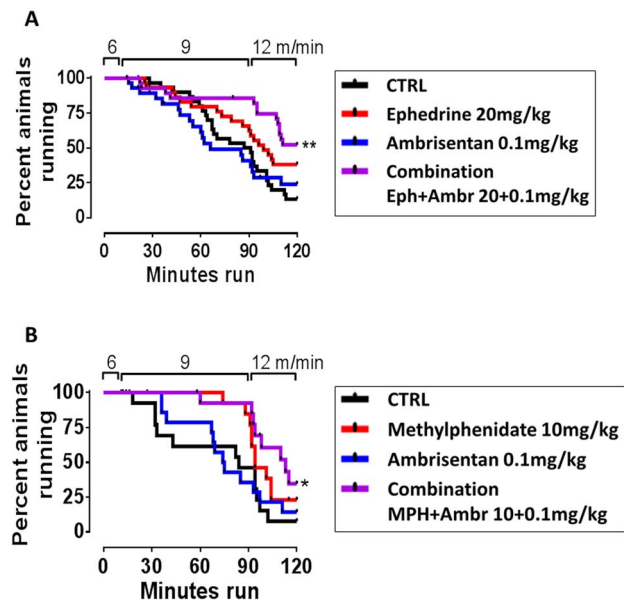 A
6 9 12 m/min
Percent animals
running
100
75
50
25
0
**
0 30 60 90 120
Minutes run
CTRL
Ephedrine 20mg/kg
Ambrisentan 0.1mg/kg
Combination
Eph+Ambr 20+0.1mg/kg
B
6 9 12 m/min
Percent animals
running
100
75
50
25
0
*
0 30 60 90 120
Minutes run
CTRL
Methylphenidate 10mg/kg
Ambrisentan 0.1mg/kg
Combination
MPH+Ambr 10+0.1mg/kg